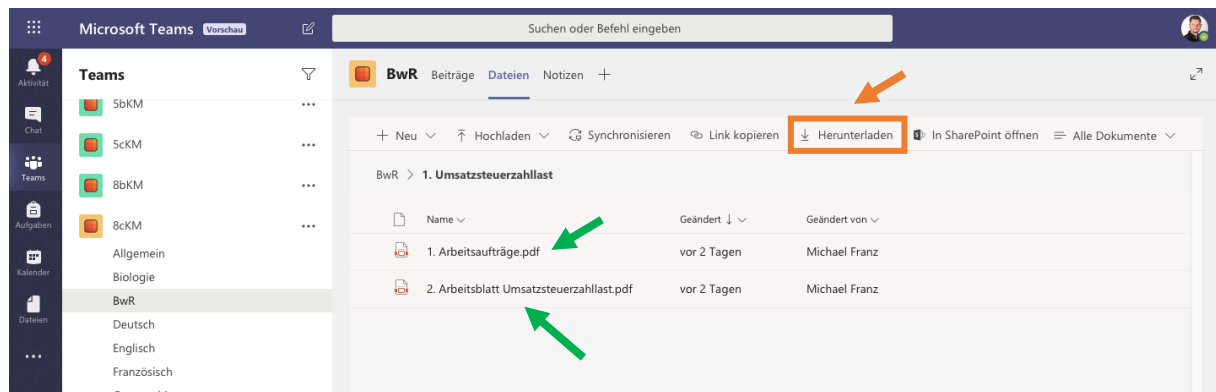 Microsoft Teams Vorschau
Suchen oder Befehl eingeben
4
Aktivität
Chat
Teams
Aufgaben
Kalender
Dateien
Teams
5bKM
5cKM
8bKM
8cKM
Allgemein
Biologie
BwR
Deutsch
Englisch
Französisch
BwR Beiträge Dateien Notizen
Neu Hochladen Synchronisieren Link kopieren Herunterladen In SharePoint öffnen Alle Dokumente
BwR > 1. Umsatzsteuerzahllast
Name Geändert Geändert von
1. Arbeitsaufträge.pdf vor 2 Tagen Michael Franz
2. Arbeitsblatt Umsatzsteuerzahllast.pdf vor 2 Tagen Michael Franz